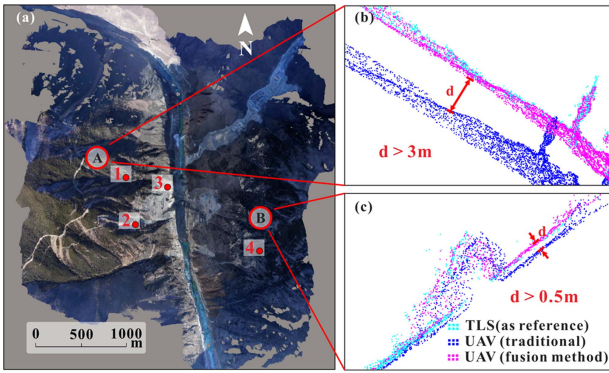 (a)
N
A
1
3
2
B
4
0 500 1000
m
(b)
d
d > 3m
(c)
d
d > 0.5m
TLS(as reference)
UAV (traditional)
UAV (fusion method)